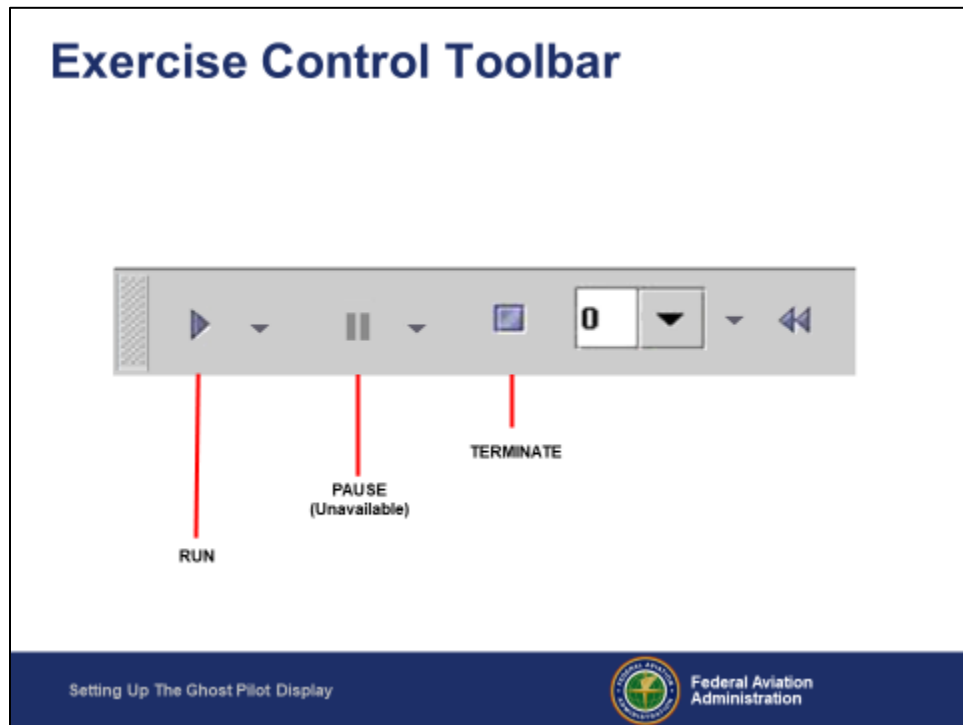 Exercise Control Toolbar
0
TERMINATE
PAUSE
(Unavailable)
RUN
Setting Up The Ghost Pilot Display
Federal Aviation
Administration